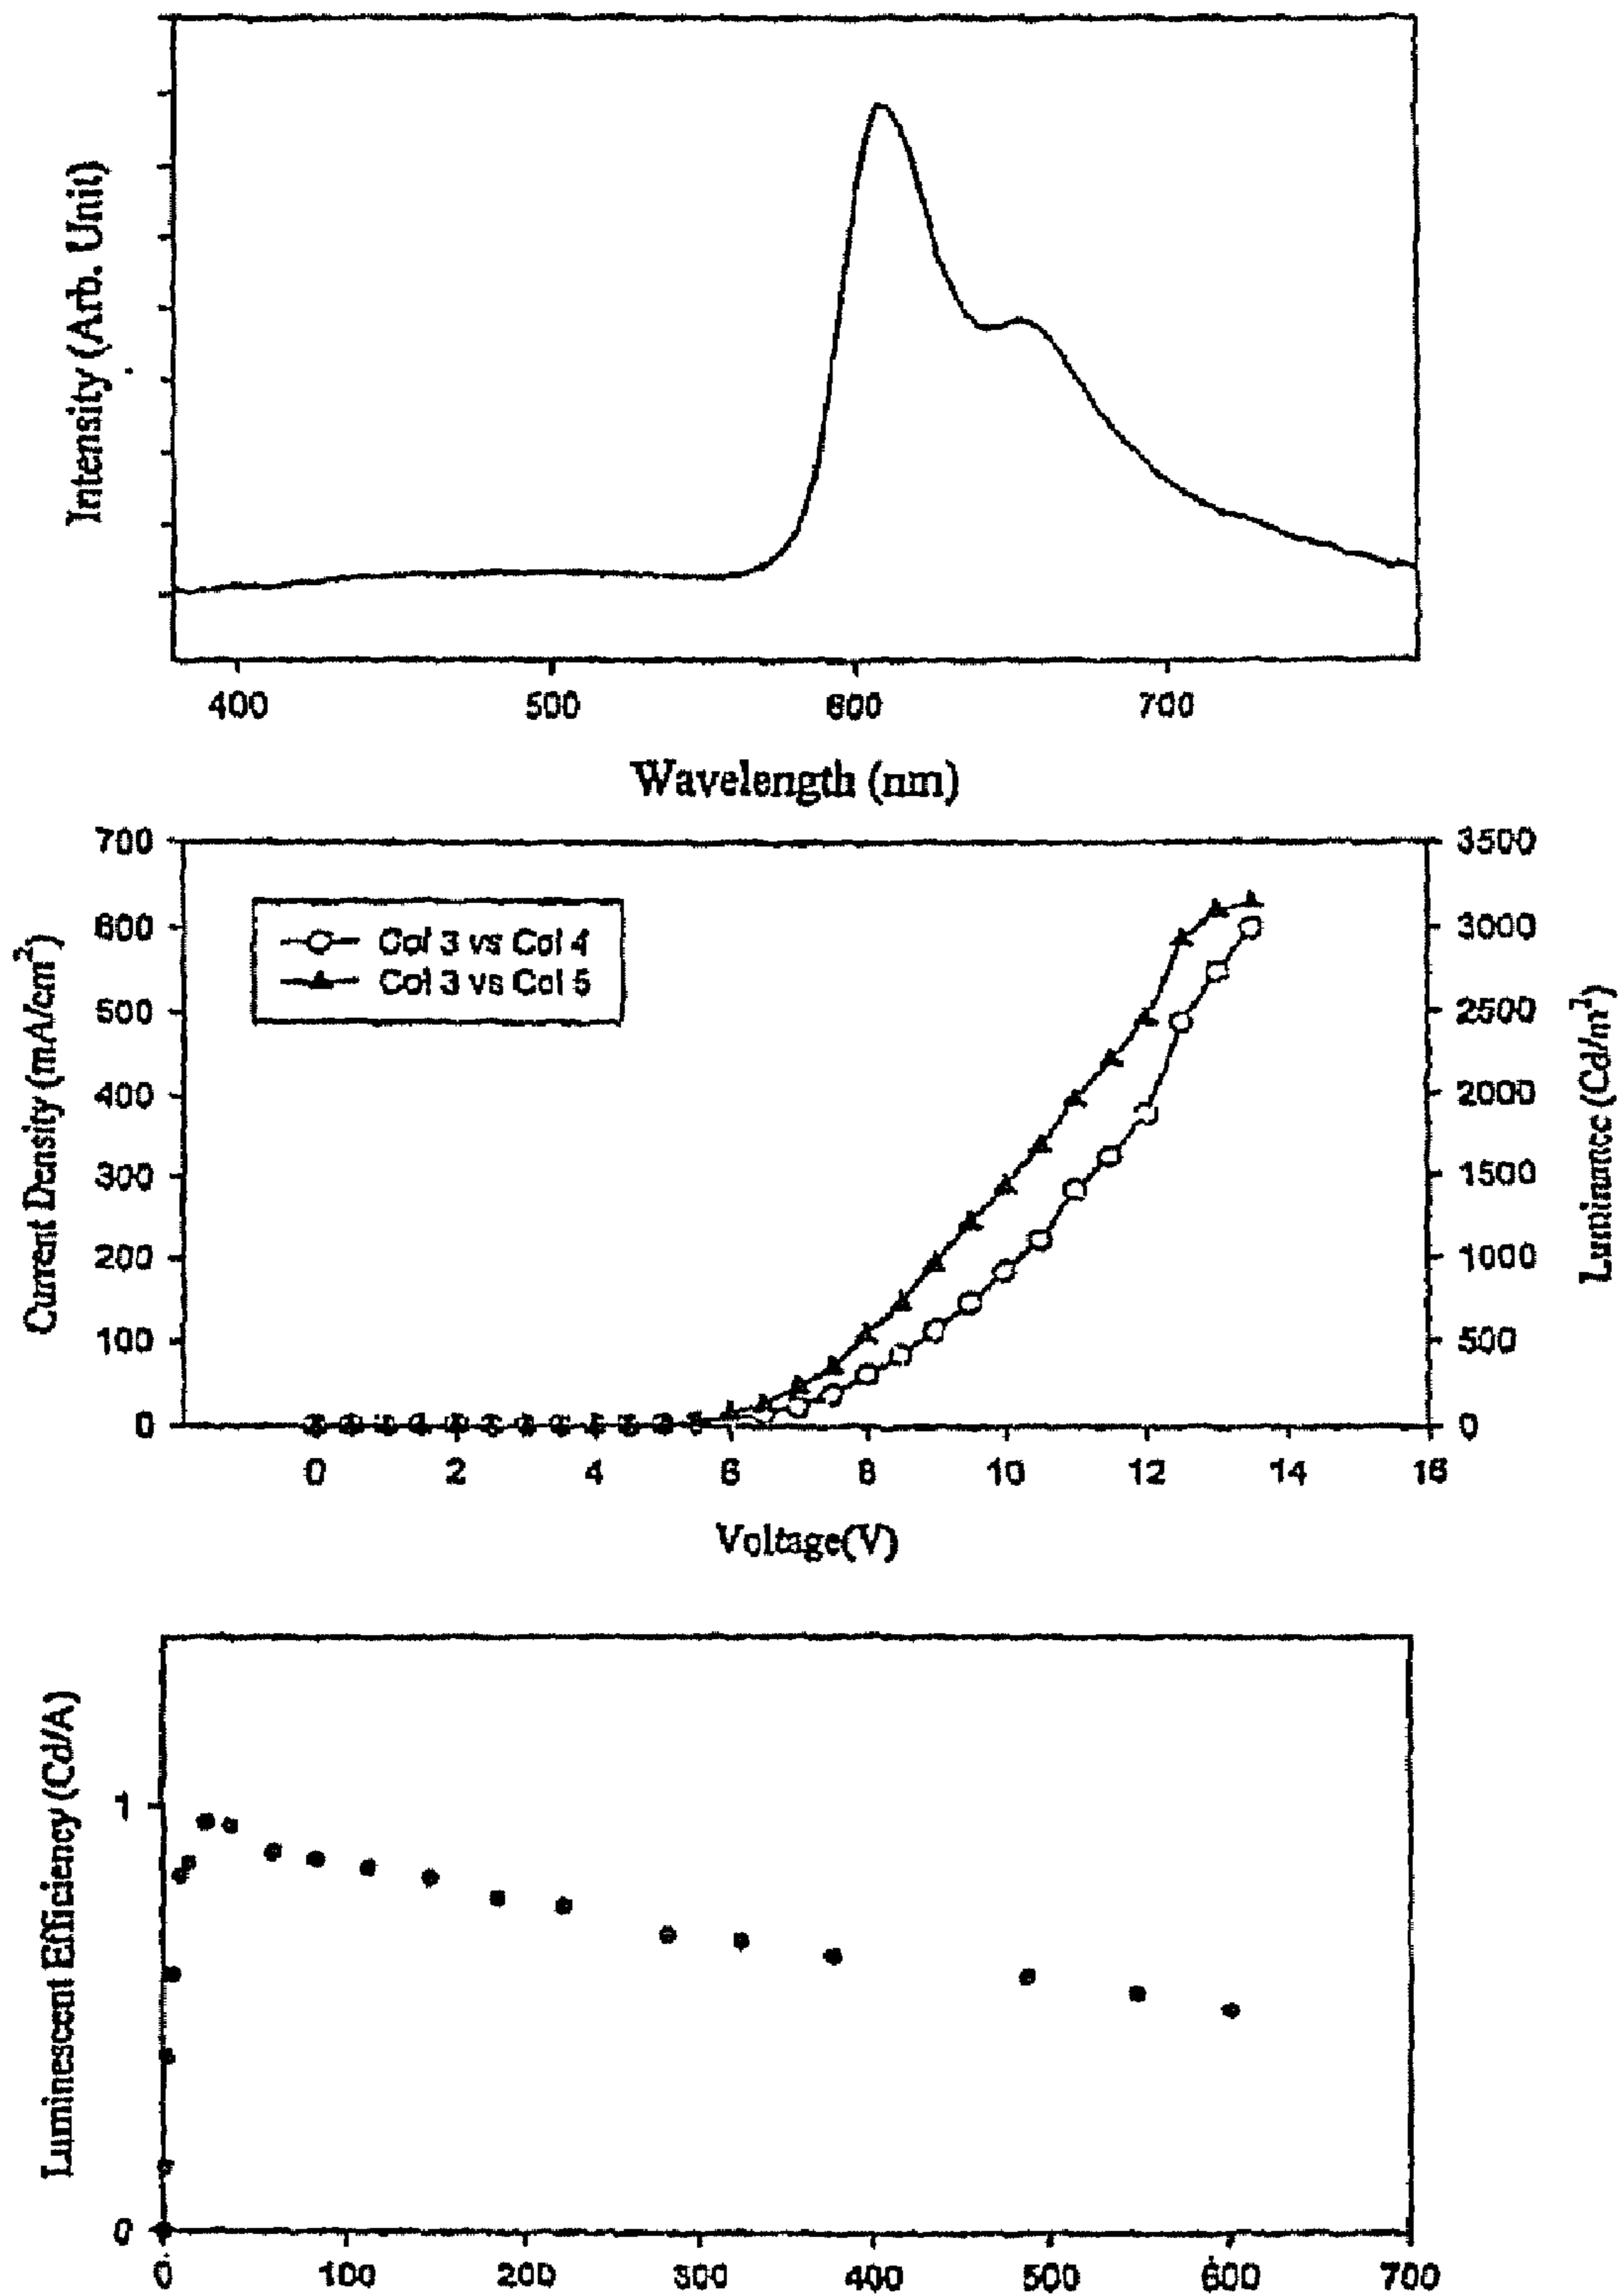 Intensity (Arb. Unit)
400 500 600 700
Wavelength (nm)
700
600
500
400
300
200
100
0
Current Density (mA/cm²)
Col 3 vs Col 4
Col 3 vs Col 5
3500
3000
2500
2000
1500
1000
500
0
Luminance (Cd/m²)
0 2 4 6 8 10 12 14 16
Voltage(V)
Luminescent Efficiency (Cd/A)
1
0
0 100 200 300 400 500 600 700